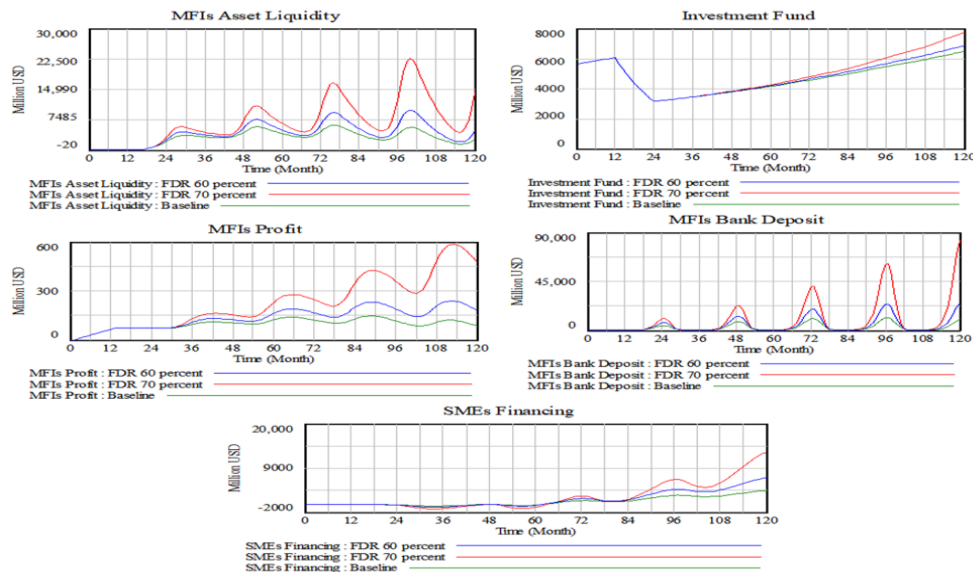 MFIs Asset Liquidity
30,000
22,500
14,990
7485
-20
Million USD
0 12 24 36 48 60 72 84 96 108 120
Time (Month)
MFIs Asset Liquidity : FDR 60 percent
MFIs Asset Liquidity : FDR 70 percent
MFIs Asset Liquidity : Baseline
Investment Fund
8000
6000
4000
2000
0
Million USD
0 12 24 36 48 60 72 84 96 108 120
Time (Month)
Investment Fund : FDR 60 percent
Investment Fund : FDR 70 percent
Investment Fund : Baseline
MFIs Profit
600
300
0
Million USD
0 12 24 36 48 60 72 84 96 108 120
Time (Month)
MFIs Profit : FDR 60 percent
MFIs Profit : FDR 70 percent
MFIs Profit : Baseline
MFIs Bank Deposit
90,000
45,000
0
Million USD
0 12 24 36 48 60 72 84 96 108 120
Time (Month)
MFIs Bank Deposit : FDR 60 percent
MFIs Bank Deposit : FDR 70 percent
MFIs Bank Deposit : Baseline
SMEs Financing
20,000
9000
-2000
Million USD
0 12 24 36 48 60 72 84 96 108 120
Time (Month)
SMEs Financing : FDR 60 percent
SMEs Financing : FDR 70 percent
SMEs Financing : Baseline